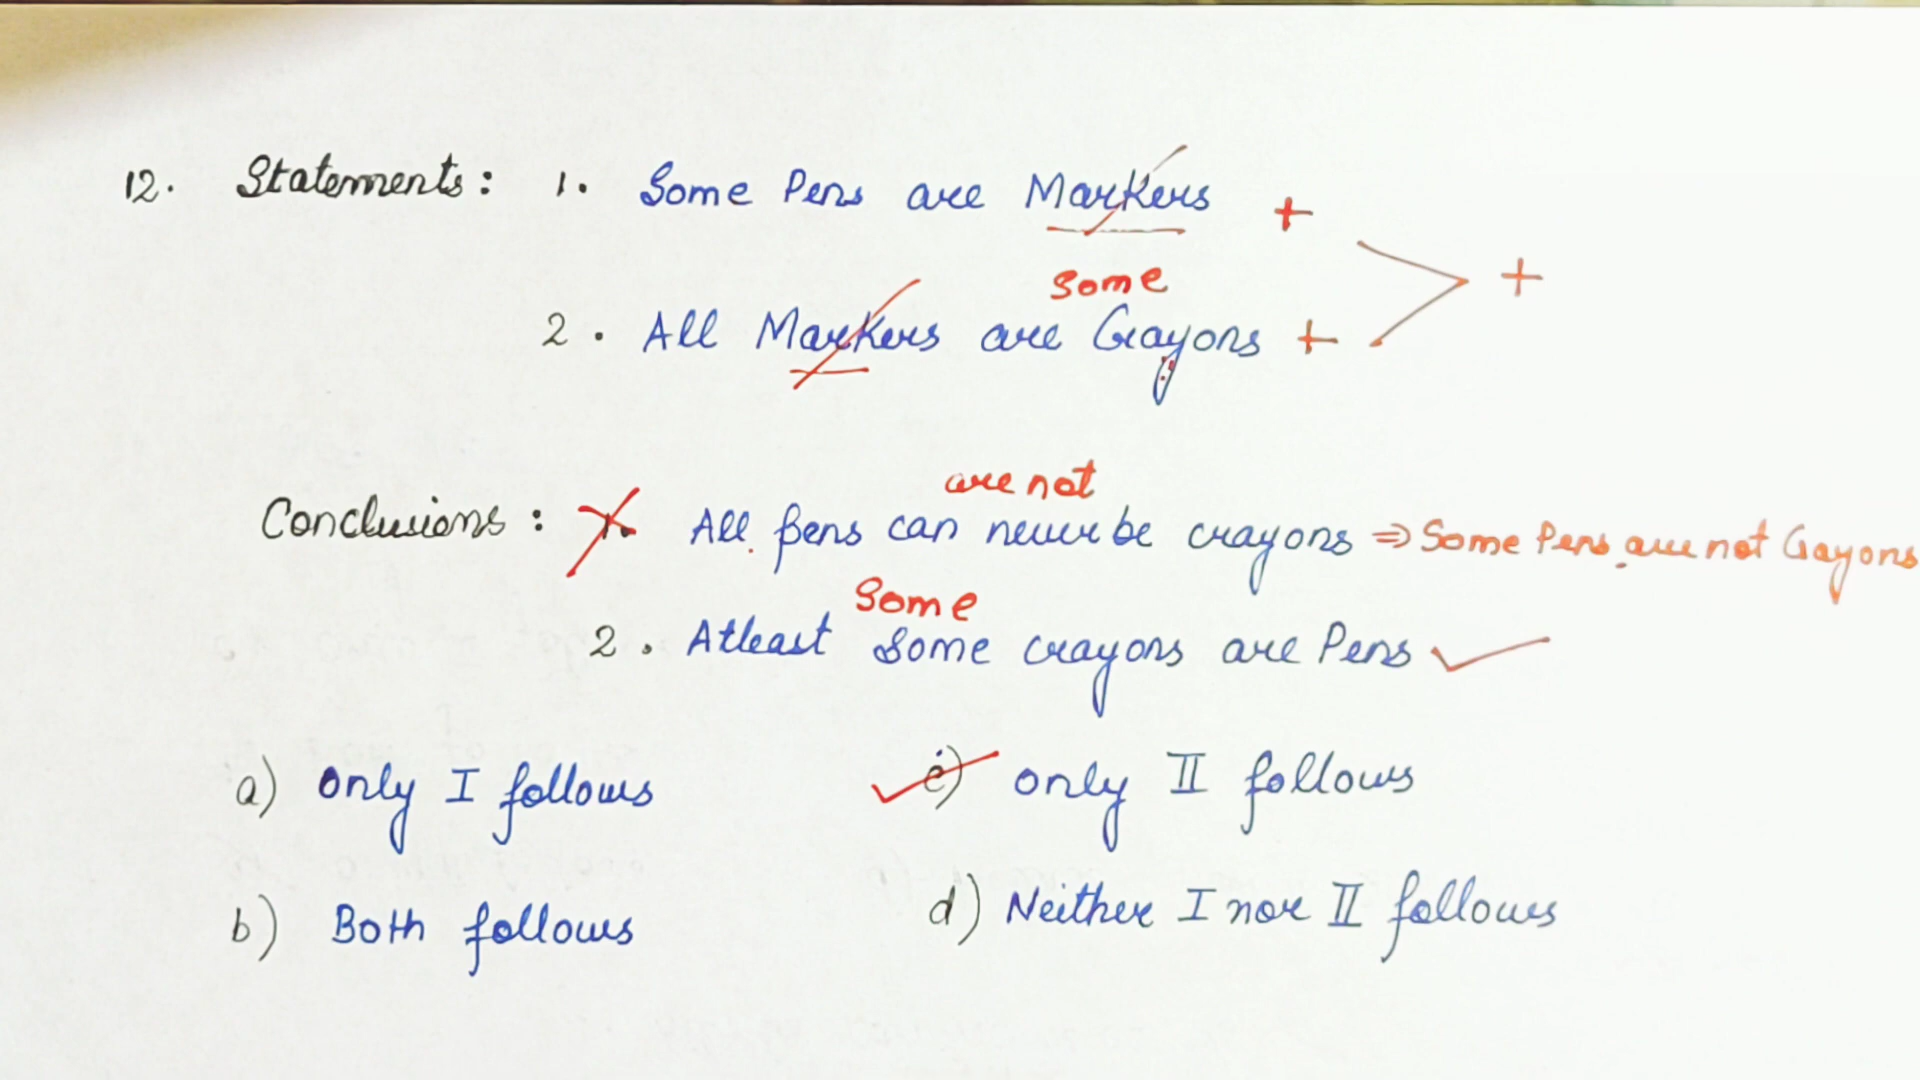 12. Statements: 1. Some Pens are Markers +
some
2. All Markers are Crayons + +
are not
Conclusions: 1. All pens can never be crayons ⇒ Some Pens are not Crayons
Some
2. Atleast some crayons are Pens
a) only I follows
c) only II follows
b) Both follows
d) Neither I nor II follows